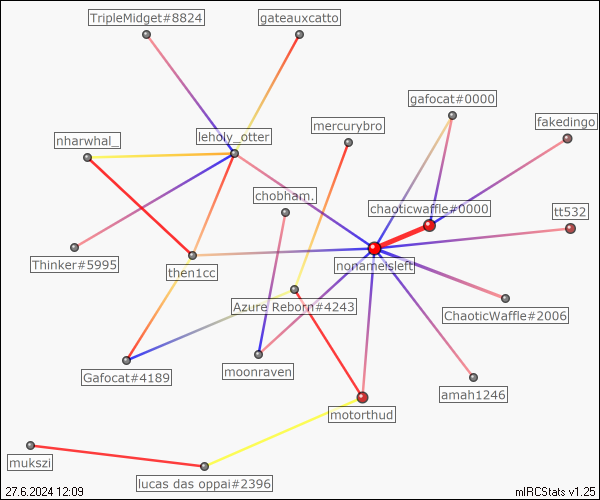 TripleMidget#8824
gateauxcatto
gafocat#0000
fakedingo
mercurybro
nharwhal_
leholy_otter
chobham.
chaoticwaffle#0000
tt532
Thinker#5995
then1cc
nonameisleft
Azure Reborn#4243
ChaoticWaffle#2006
Gafocat#4189
moonraven
amah1246
motorthud
mukszi
lucas das oppai#2396
27.6.2024 12:09
mIRCStats v1.25